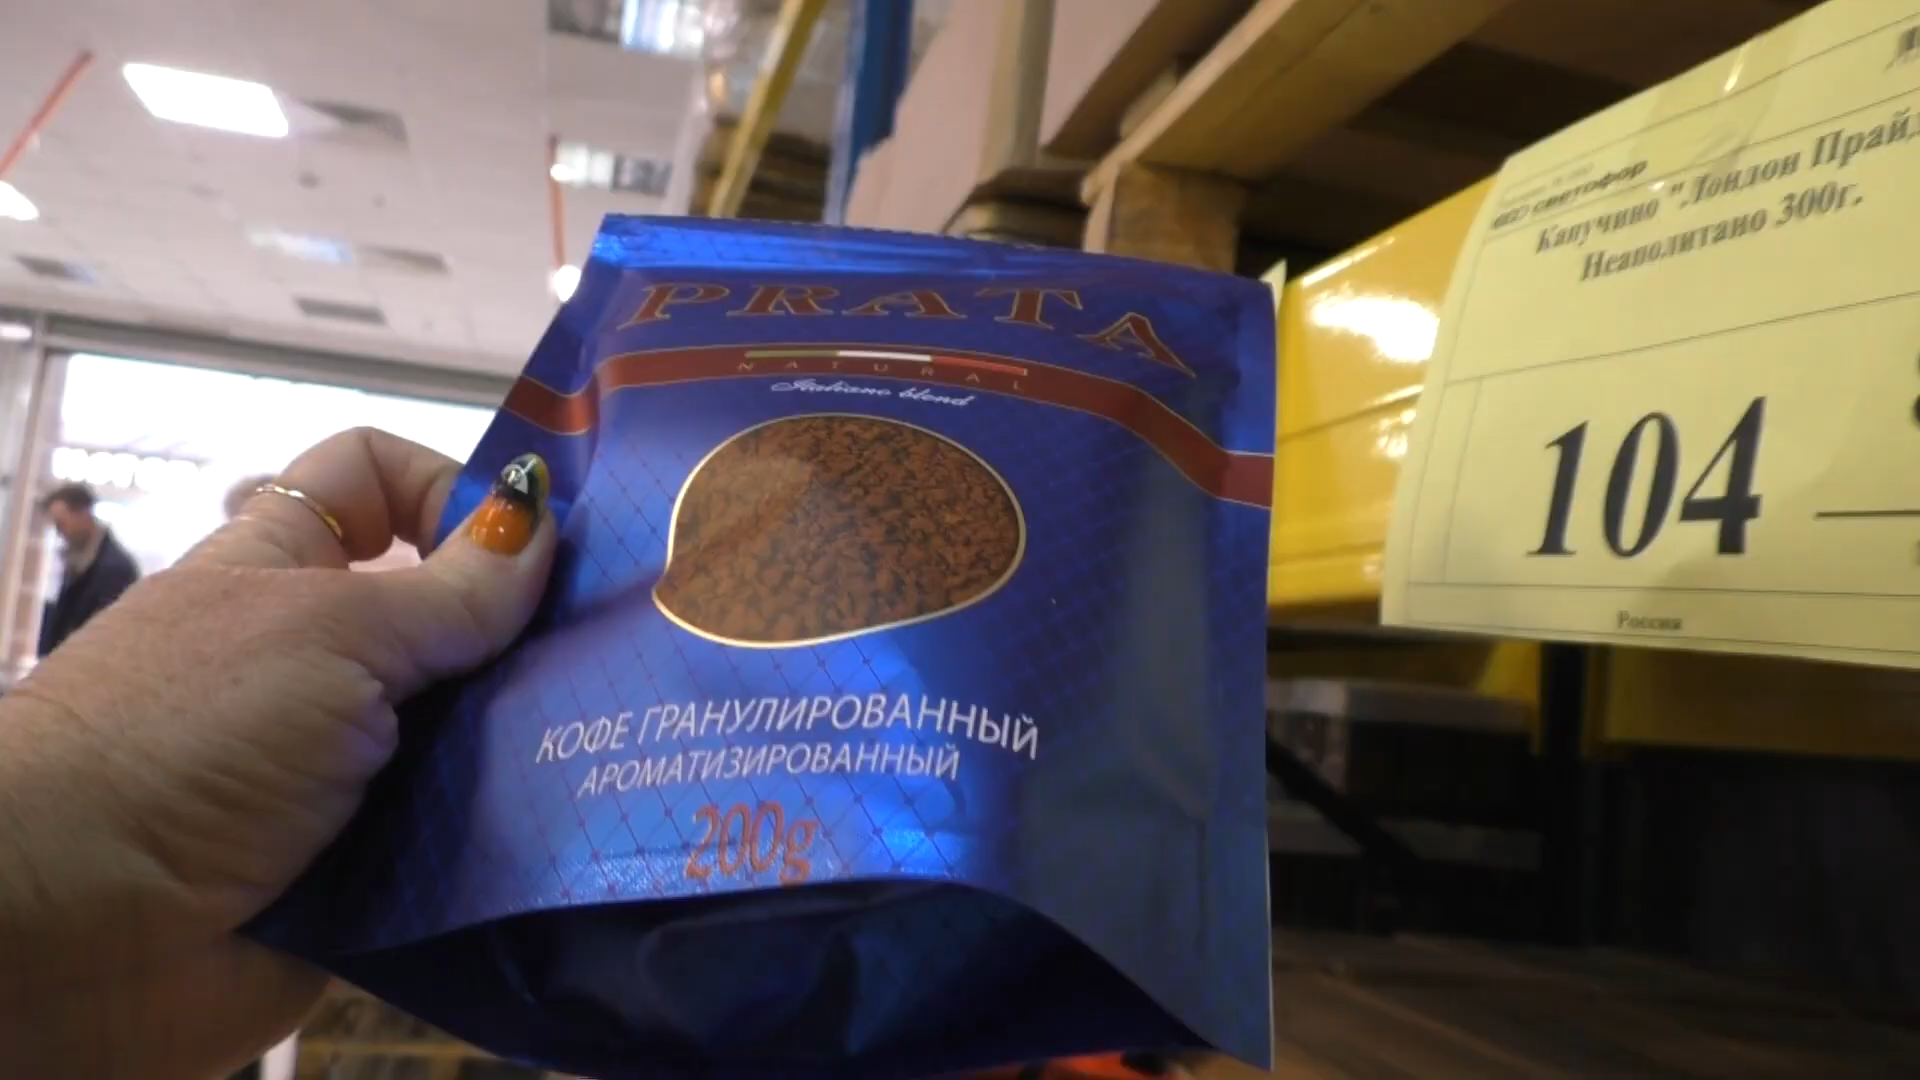 PRATA
NATURAL
Italiano blend
КОФЕ ГРАНУЛИРОВАННЫЙ
АРОМАТИЗИРОВАННЫЙ
200g
светофор
Капучино "Лондон Прайд
Неаполитано 300г.
104
Россия